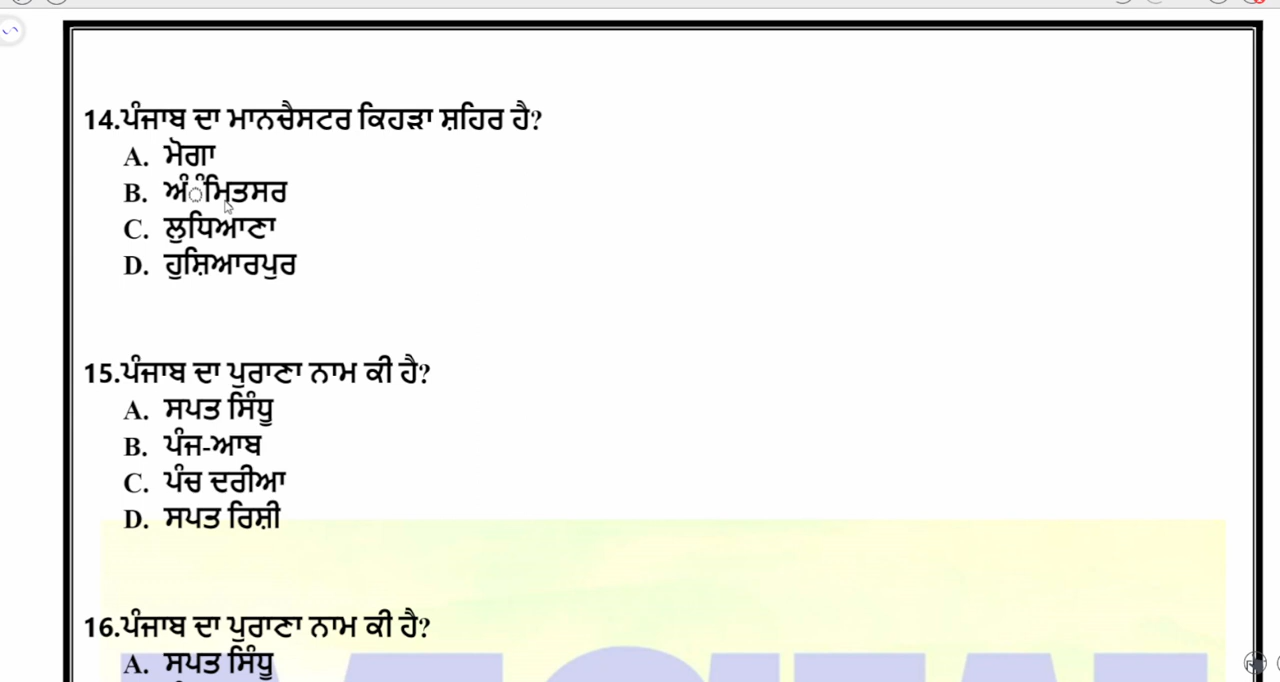 14.ਪੰਜਾਬ ਦਾ ਮਾਨਚੈਸਟਰ ਕਿਹੜਾ ਸ਼ਹਿਰ ਹੈ?
A. ਮੋਗਾ
B. ਅੰੰਮ੍ਰਿਤਸਰ
C. ਲੁਧਿਆਣਾ
D. ਹੁਸ਼ਿਆਰਪੁਰ
15.ਪੰਜਾਬ ਦਾ ਪੁਰਾਣਾ ਨਾਮ ਕੀ ਹੈ?
A. ਸਪਤ ਸਿੰਧੂ
B. ਪੰਜ-ਆਬ
C. ਪੰਚ ਦਰੀਆ
D. ਸਪਤ ਰਿਸ਼ੀ
16.ਪੰਜਾਬ ਦਾ ਪੁਰਾਣਾ ਨਾਮ ਕੀ ਹੈ?
A. ਸਪਤ ਸਿੰਧੂ